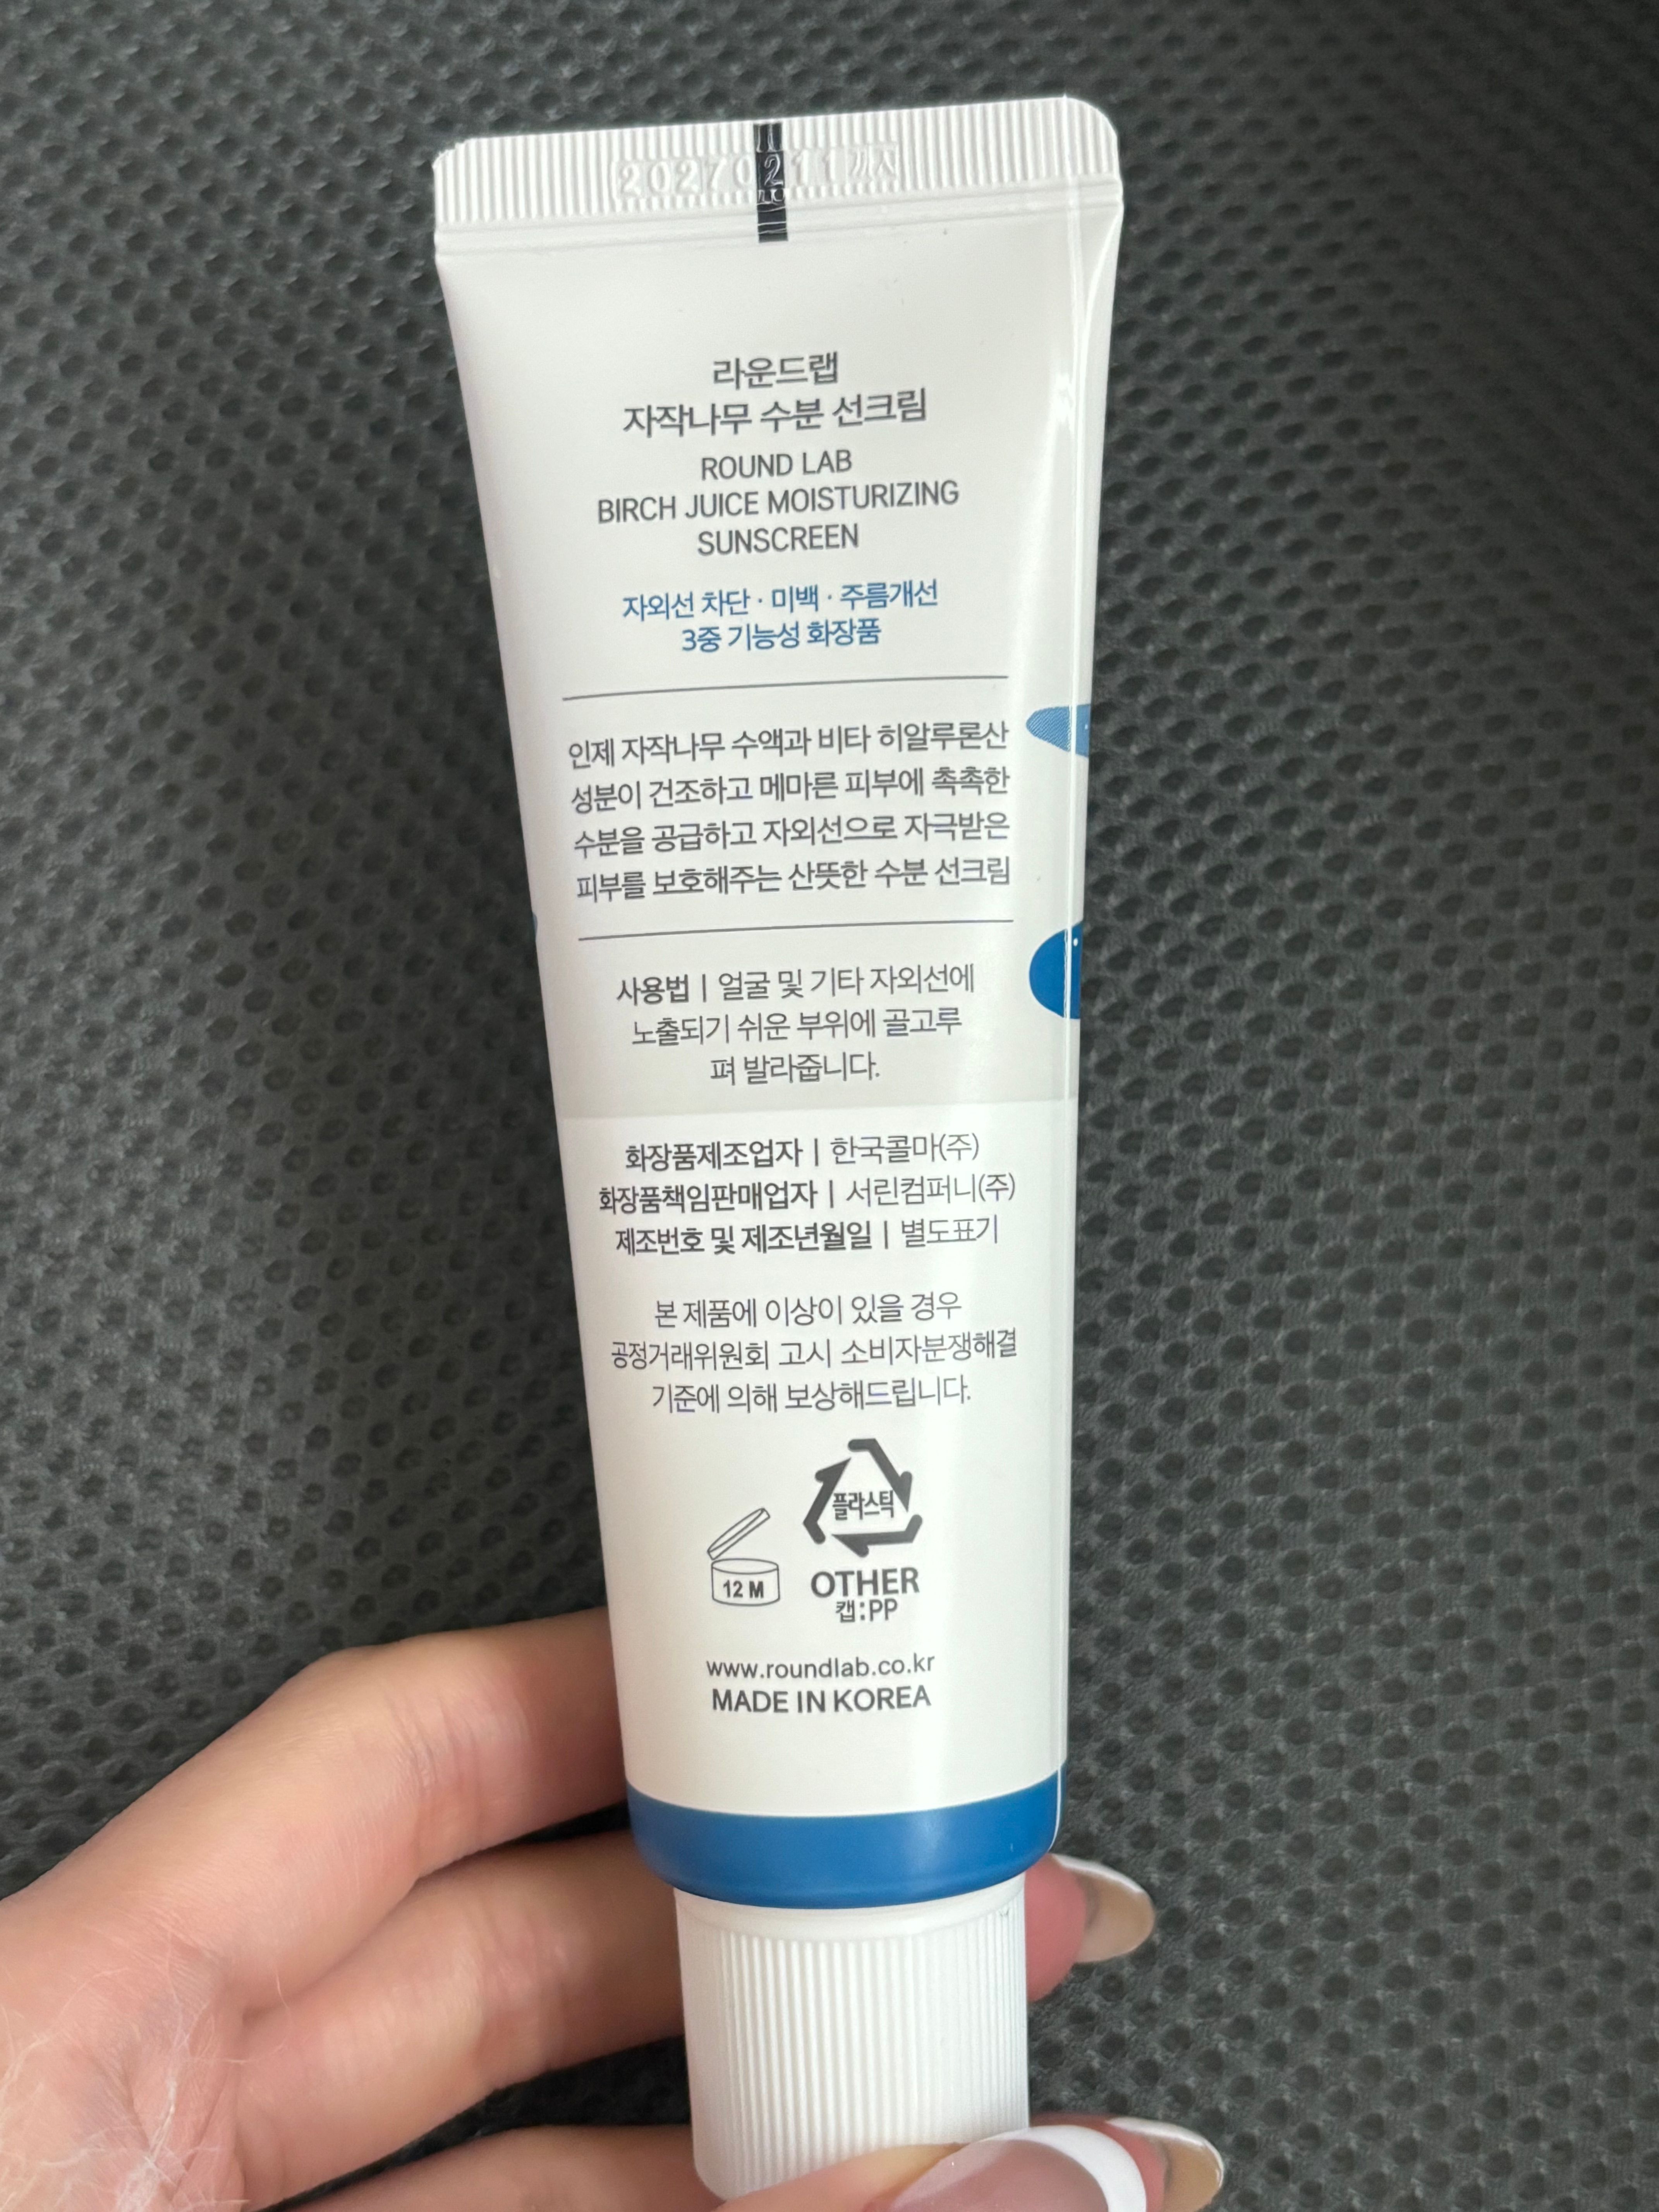 20270211까지
라운드랩
자작나무 수분 선크림
ROUND LAB
BIRCH JUICE MOISTURIZING
SUNSCREEN
자외선 차단 · 미백 · 주름개선
3중 기능성 화장품
인제 자작나무 수액과 비타 히알루론산
성분이 건조하고 메마른 피부에 촉촉한
수분을 공급하고 자외선으로 자극받은
피부를 보호해주는 산뜻한 수분 선크림
사용법 | 얼굴 및 기타 자외선에
노출되기 쉬운 부위에 골고루
펴 발라줍니다.
화장품제조업자 | 한국콜마(주)
화장품책임판매업자 | 서린컴퍼니(주)
제조번호 및 제조년월일 | 별도표기
본 제품에 이상이 있을 경우
공정거래위원회 고시 소비자분쟁해결
기준에 의해 보상해드립니다.
플라스틱
12 M
OTHER
캡:PP
www.roundlab.co.kr
MADE IN KOREA